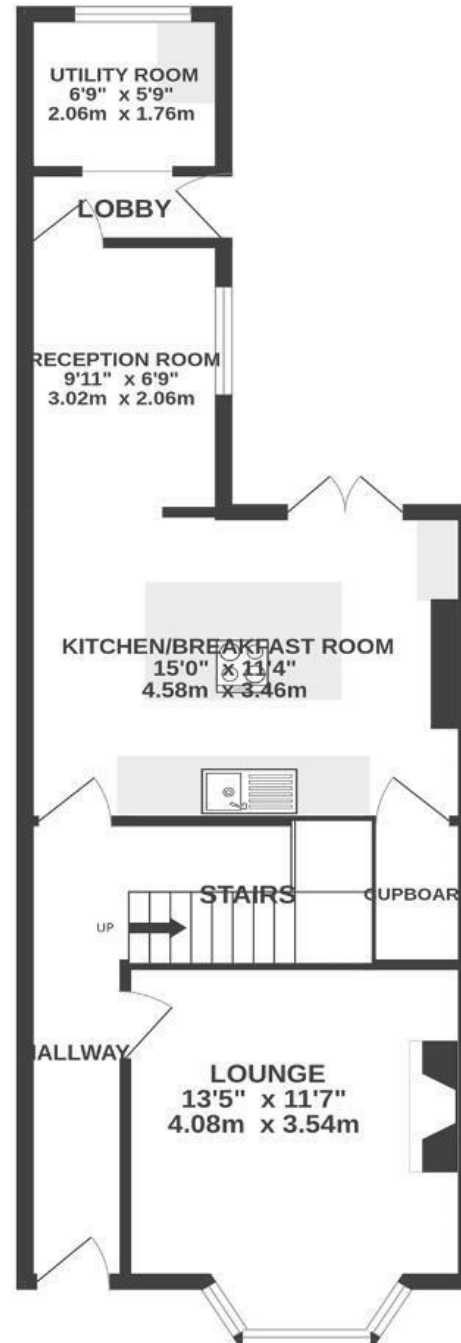 UTILITY ROOM
6'9" x 5'9"
2.06m x 1.76m
LOBBY
RECEPTION ROOM
9'11" x 6'9"
3.02m x 2.06m
KITCHEN/BREAKFAST ROOM
15'0" x 11'4"
4.58m x 3.46m
STAIRS
CUPBOARD
UP
HALLWAY
LOUNGE
13'5" x 11'7"
4.08m x 3.54m